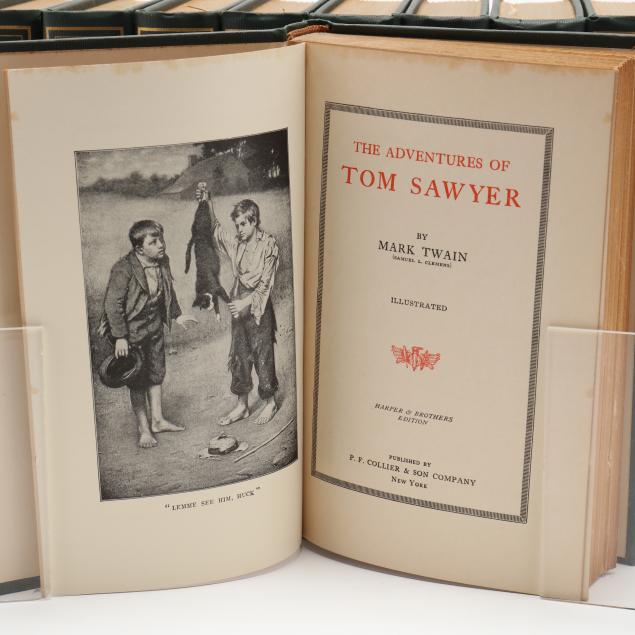 "LEMME SEE HIM, HUCK"
THE ADVENTURES OF
TOM SAWYER
BY
MARK TWAIN
(SAMUEL L. CLEMENS)
ILLUSTRATED
HARPER & BROTHERS
EDITION
PUBLISHED BY
P. F. COLLIER & SON COMPANY
NEW YORK